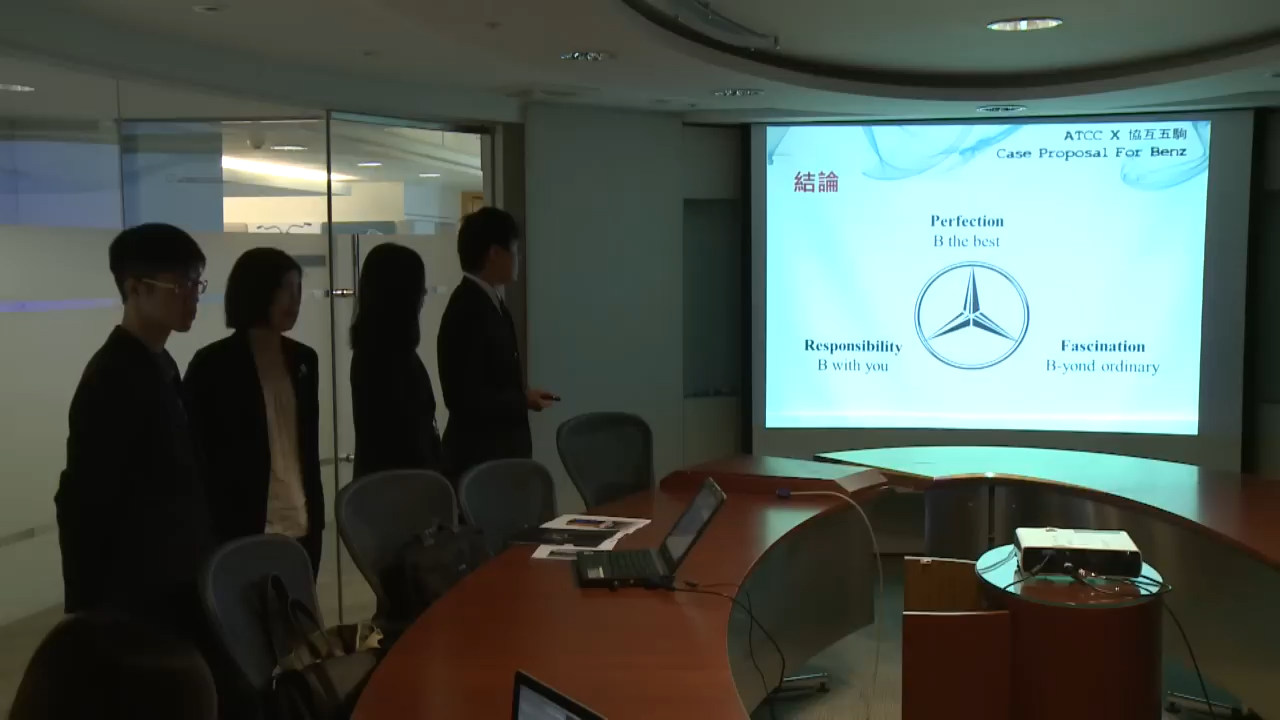 ATCC X 協互五駒
Case Proposal For Benz
結論
Perfection
B the best
Responsibility
B with you
Fascination
B-yond ordinary